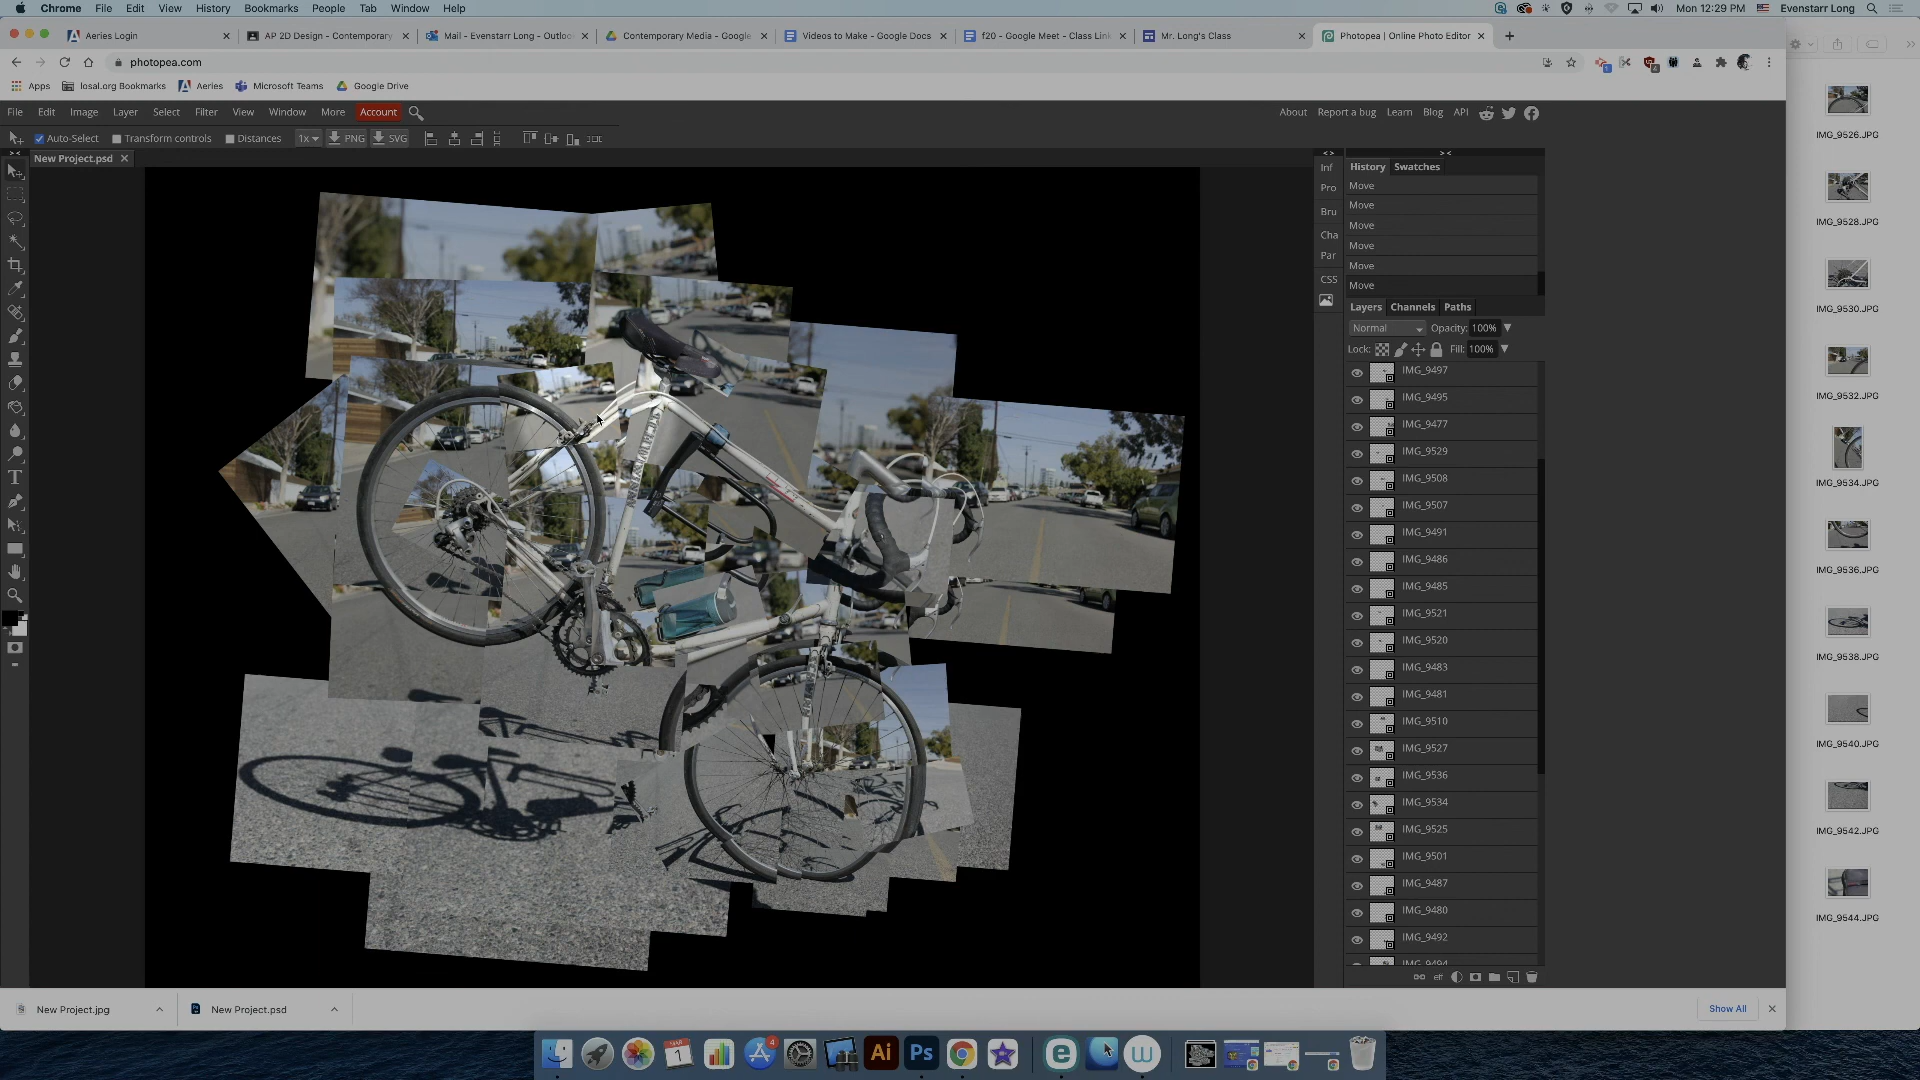 Chrome File Edit View History Bookmarks People Tab Window Help Mon 12:29 PM Evenstarr Long
Aeries Login AP 2D Design - Contemporary Mail - Evenstarr Long - Outloo Contemporary Media - Google Videos to Make - Google Docs f20 - Google Meet - Class Link Mr. Long's Class Photopea | Online Photo Editor
photopea.com
Apps losal.org Bookmarks Aeries Microsoft Teams Google Drive
File Edit Image Layer Select Filter View Window More Account About Report a bug Learn Blog API
Auto-Select Transform controls Distances 1x PNG SVG
New Project.psd
Inf
Pro
Bru
Cha
Par
CSS
History Swatches
Move
Move
Move
Move
Move
Move
Layers Channels Paths
Normal Opacity: 100%
Lock: Fill: 100%
IMG_9497
IMG_9495
IMG_9477
IMG_9529
IMG_9508
IMG_9507
IMG_9491
IMG_9486
IMG_9485
IMG_9521
IMG_9520
IMG_9483
IMG_9481
IMG_9510
IMG_9527
IMG_9536
IMG_9534
IMG_9525
IMG_9501
IMG_9487
IMG_9480
IMG_9492
IMG_9494
eff
IMG_9526.JPG
IMG_9528.JPG
IMG_9530.JPG
IMG_9532.JPG
IMG_9534.JPG
IMG_9536.JPG
IMG_9538.JPG
IMG_9540.JPG
IMG_9542.JPG
IMG_9544.JPG
New Project.jpg New Project.psd Show All
MAR 1 4 Ai Ps e W